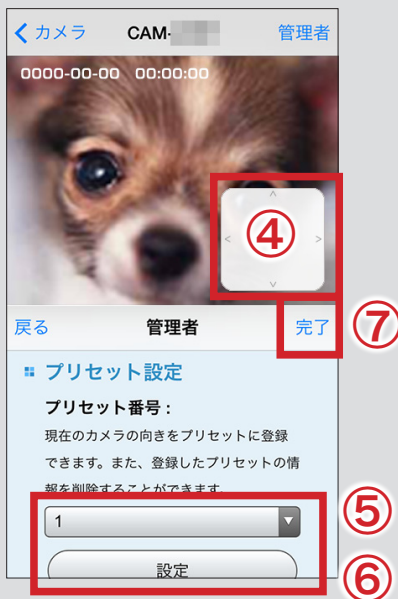 カメラ CAM- 管理者
0000-00-00 00:00:00
④
戻る 管理者 完了
⑦
プリセット設定
プリセット番号：
現在のカメラの向きをプリセットに登録
できます。また、登録したプリセットの情
報を削除することができます。
1
⑤
設定
⑥